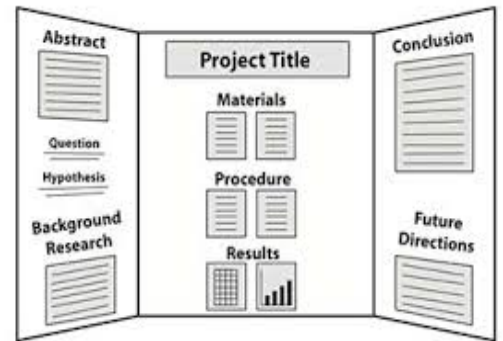 Abstract
Question
Hypothesis
Background
Research
Project Title
Materials
Procedure
Results
Conclusion
Future
Directions